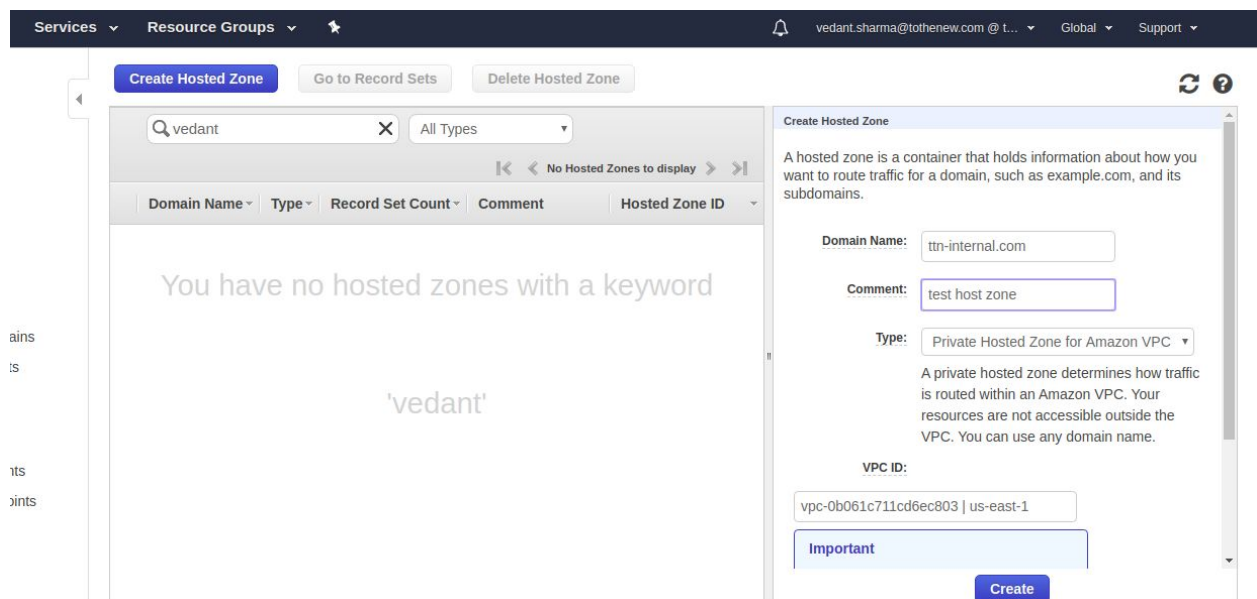 Services Resource Groups vedant.sharma@tothenew.com @ t... Global Support
Create Hosted Zone Go to Record Sets Delete Hosted Zone
vedant All Types
No Hosted Zones to display
Domain Name Type Record Set Count Comment Hosted Zone ID
You have no hosted zones with a keyword
'vedant'
ains
ts
nts
oints
Create Hosted Zone
A hosted zone is a container that holds information about how you
want to route traffic for a domain, such as example.com, and its
subdomains.
Domain Name: ttn-internal.com
Comment: test host zone
Type: Private Hosted Zone for Amazon VPC
A private hosted zone determines how traffic
is routed within an Amazon VPC. Your
resources are not accessible outside the
VPC. You can use any domain name.
VPC ID:
vpc-0b061c711cd6ec803 | us-east-1
Important
Create